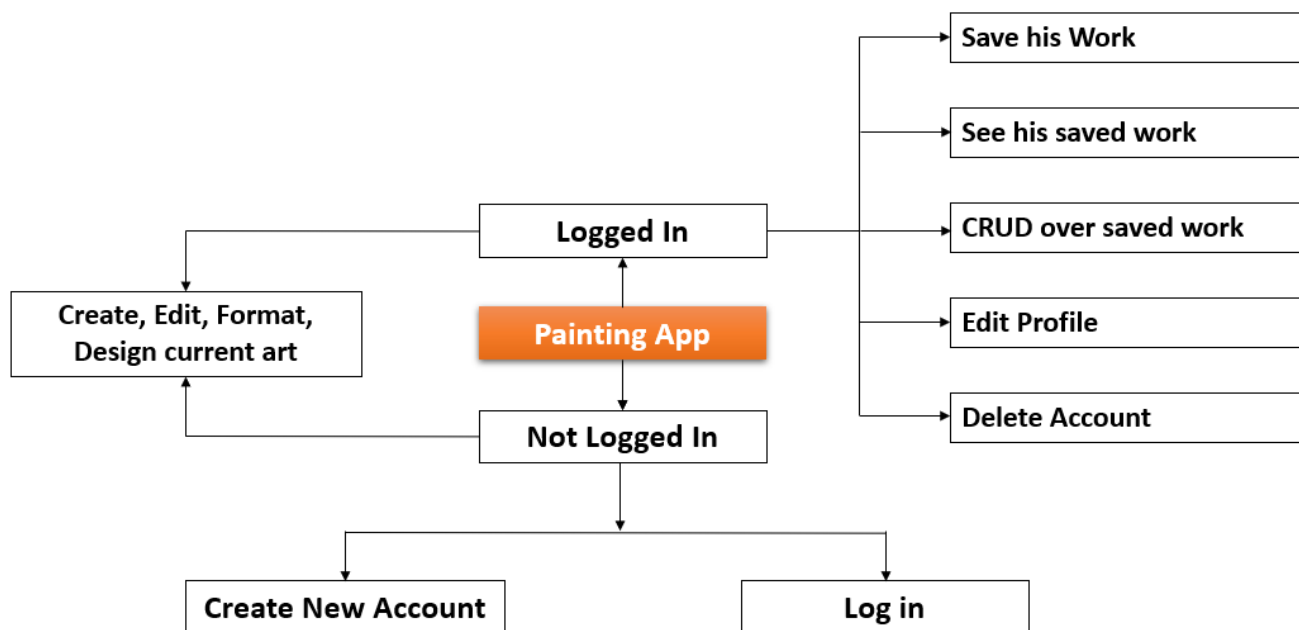 Save his Work
See his saved work
Logged In
CRUD over saved work
Create, Edit, Format,
Design current art
Painting App
Edit Profile
Not Logged In
Delete Account
Create New Account
Log in